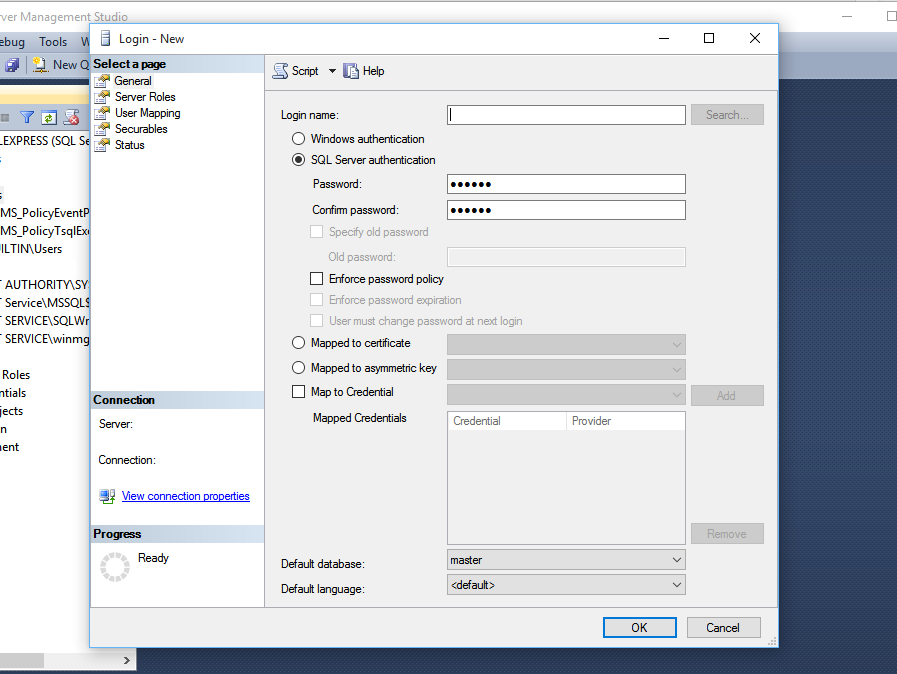 rver Management Studio
ebug Tools W
New Q
LEXPRESS (SQL Se
MS_PolicyEventP
MS_PolicyTsqlExe
ILTIN\Users
T AUTHORITY\SY
T Service\MSSQL$
T SERVICE\SQLWr
T SERVICE\winmg
Roles
ntials
jects
n
nent
Login - New
Select a page
General
Server Roles
User Mapping
Securables
Status
Connection
Server:
Connection:
View connection properties
Progress
Ready
Script Help
Login name: Search...
Windows authentication
SQL Server authentication
Password: ●●●●●●
Confirm password: ●●●●●●
Specify old password
Old password:
Enforce password policy
Enforce password expiration
User must change password at next login
Mapped to certificate
Mapped to asymmetric key
Map to Credential Add
Mapped Credentials Credential Provider
Remove
Default database: master
Default language: <default>
OK Cancel